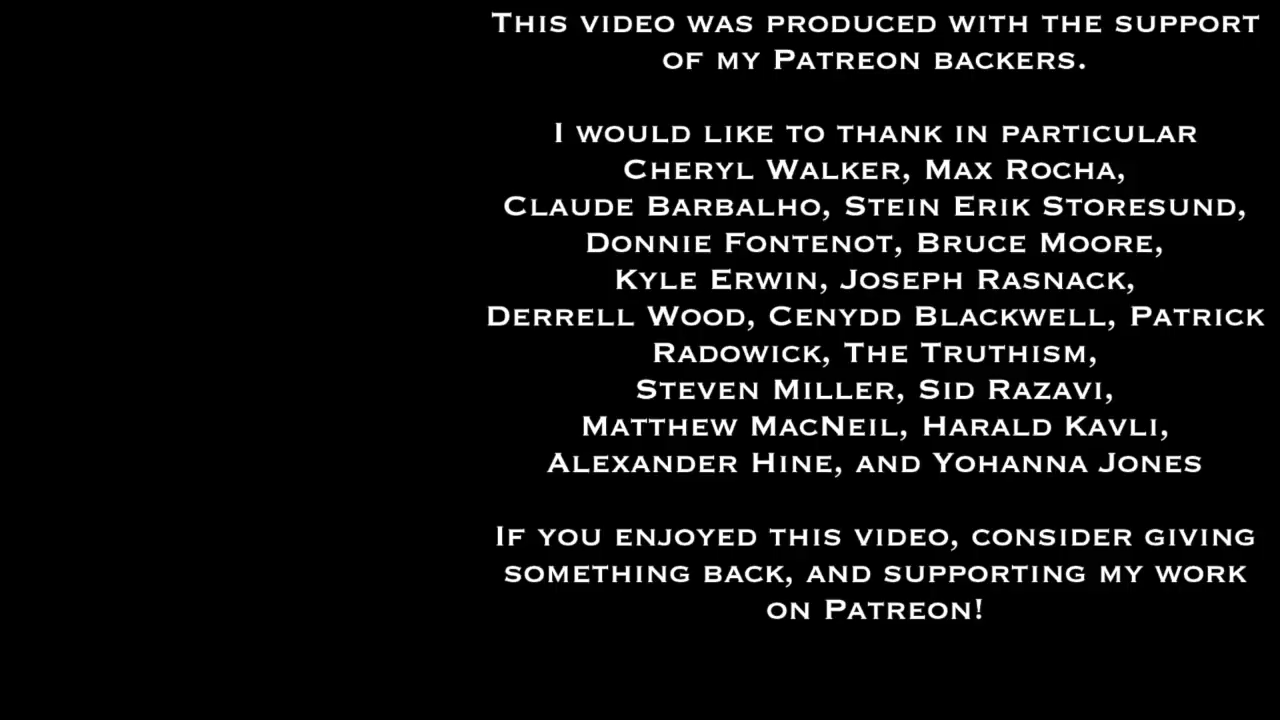 This video was produced with the support
of my Patreon backers.
I would like to thank in particular
Cheryl Walker, Max Rocha,
Claude Barbalho, Stein Erik Storesund,
Donnie Fontenot, Bruce Moore,
Kyle Erwin, Joseph Rasnack,
Derrell Wood, Cenydd Blackwell, Patrick
Radowick, The Truthism,
Steven Miller, Sid Razavi,
Matthew MacNeil, Harald Kavli,
Alexander Hine, and Yohanna Jones
If you enjoyed this video, consider giving
something back, and supporting my work
on Patreon!